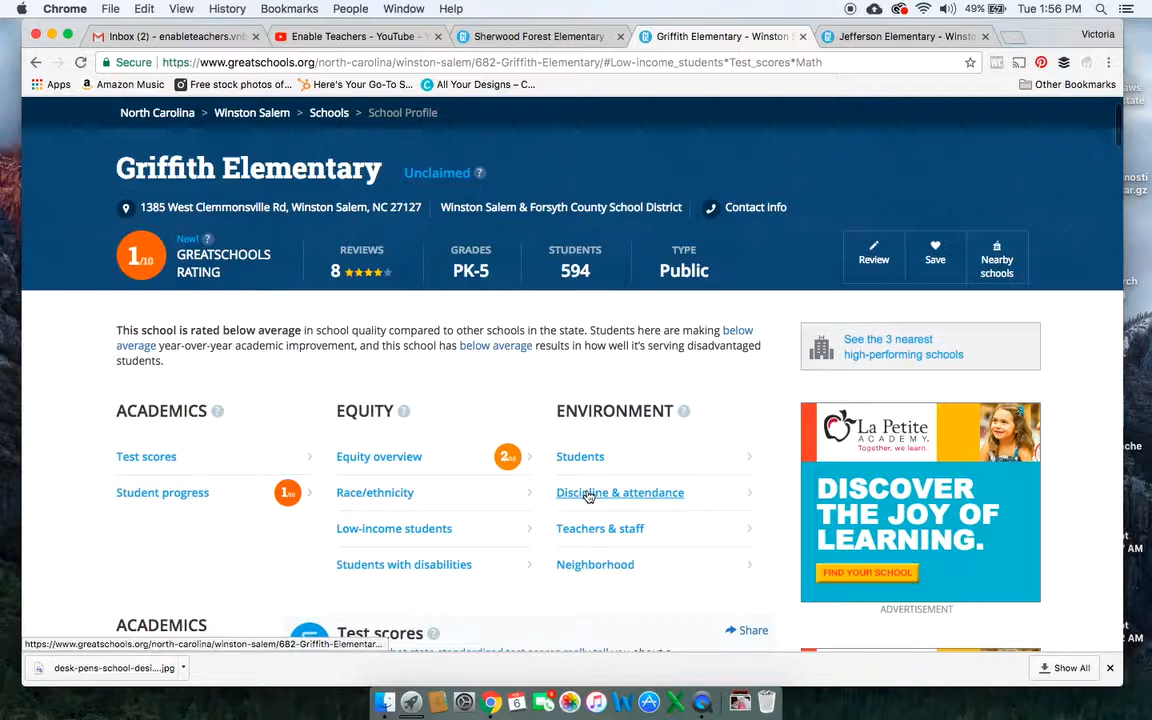 Chrome File Edit View History Bookmarks People Window Help 49% Tue 1:56 PM
Inbox (2) - enableteachers.vnb Enable Teachers - YouTube - Sherwood Forest Elementary Griffith Elementary - Winston Jefferson Elementary - Winsto Victoria
Secure https://www.greatschools.org/north-carolina/winston-salem/682-Griffith-Elementary/#Low-income_students*Test_scores*Math
Apps Amazon Music Free stock photos of... Here's Your Go-To S... All Your Designs – C... Other Bookmarks
North Carolina > Winston Salem > Schools > School Profile
Griffith Elementary Unclaimed ?
1385 West Clemmonsville Rd, Winston Salem, NC 27127 Winston Salem & Forsyth County School District Contact info
1/10 New! ? GREATSCHOOLS RATING
REVIEWS
8
GRADES
PK-5
STUDENTS
594
TYPE
Public
Review
Save
Nearby
schools
This school is rated below average in school quality compared to other schools in the state. Students here are making below
average year-over-year academic improvement, and this school has below average results in how well it's serving disadvantaged
students.
See the 3 nearest
high-performing schools
ACADEMICS ?
Test scores
Student progress 1/10
EQUITY ?
Equity overview 2/10
Race/ethnicity
Low-income students
Students with disabilities
ENVIRONMENT ?
Students
Discipline & attendance
Teachers & staff
Neighborhood
La Petite
ACADEMY
Together, we learn.
DISCOVER
THE JOY OF
LEARNING.
FIND YOUR SCHOOL
ADVERTISEMENT
ACADEMICS
Test scores ?
Share
https://www.greatschools.org/north-carolina/winston-salem/682-Griffith-Elementar...
desk-pens-school-desi....jpg Show All